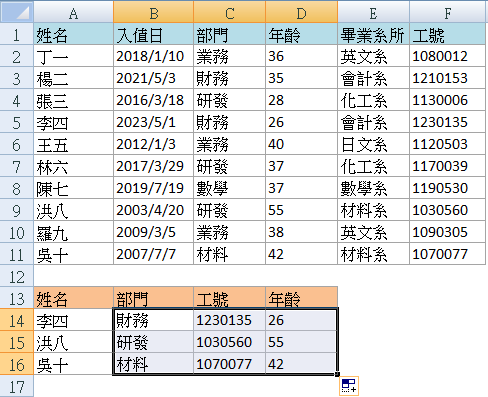 A B C D E F
1 姓名 入值日 部門 年齡 畢業系所 工號
2 丁一 2018/1/10 業務 36 英文系 1080012
3 楊二 2021/5/3 財務 35 會計系 1210153
4 張三 2016/3/18 研發 28 化工系 1130006
5 李四 2023/5/1 財務 26 會計系 1230135
6 王五 2012/1/3 業務 40 日文系 1120503
7 林六 2017/3/29 研發 37 化工系 1170039
8 陳七 2019/7/19 數學 37 數學系 1190530
9 洪八 2003/4/20 研發 55 材料系 1030560
10 羅九 2009/3/5 業務 38 英文系 1090305
11 吳十 2007/7/7 材料 42 材料系 1070077
12
13 姓名 部門 工號 年齡
14 李四 財務 1230135 26
15 洪八 研發 1030560 55
16 吳十 材料 1070077 42
17